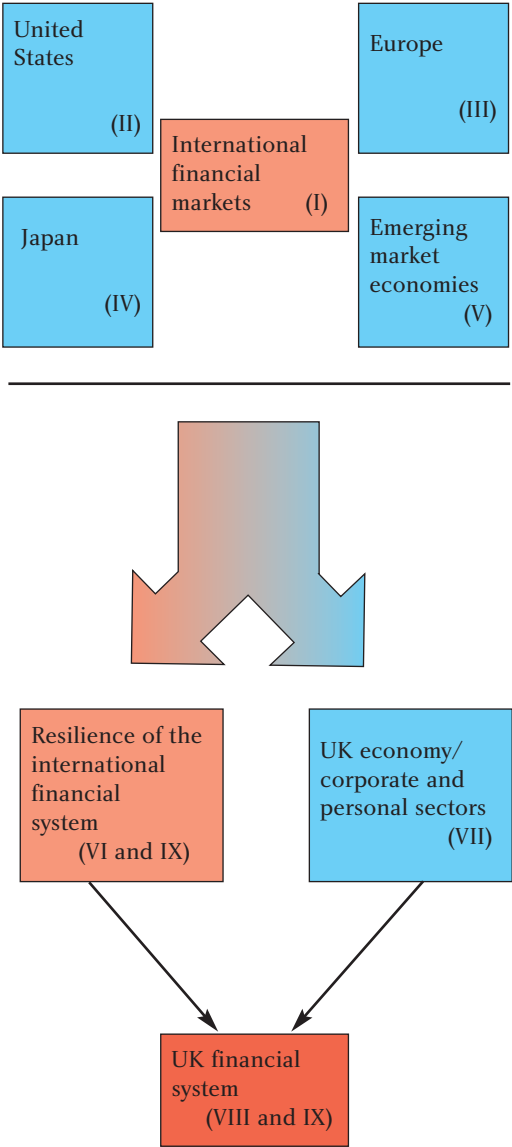 United
States
(II)
Europe
(III)
International
financial
markets (I)
Japan
(IV)
Emerging
market
economies
(V)
Resilience of the
international
financial
system
(VI and IX)
UK economy/
corporate and
personal sectors
(VII)
UK financial
system
(VIII and IX)